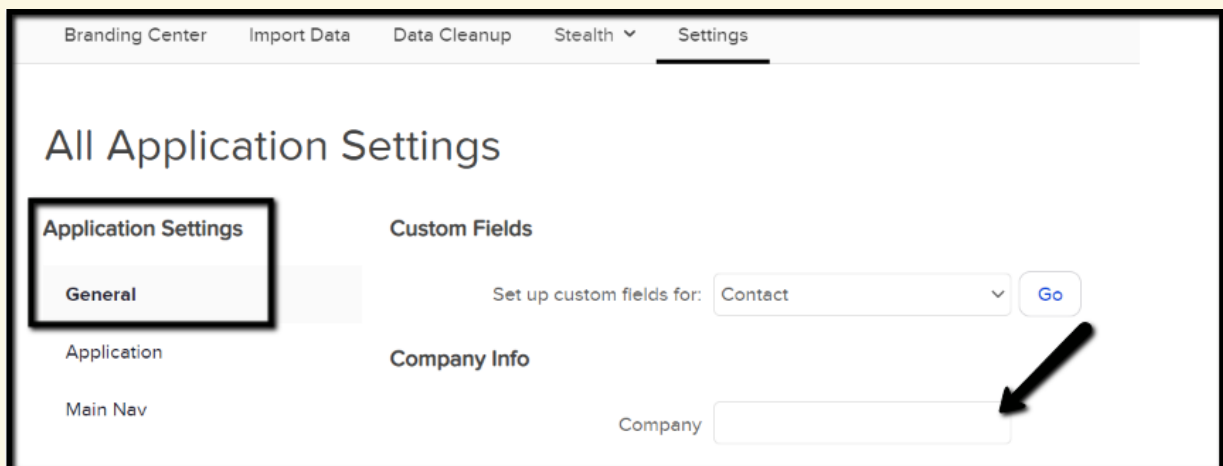 Branding Center Import Data Data Cleanup Stealth Settings
All Application Settings
Application Settings
General
Application
Main Nav
Custom Fields
Set up custom fields for: Contact Go
Company Info
Company